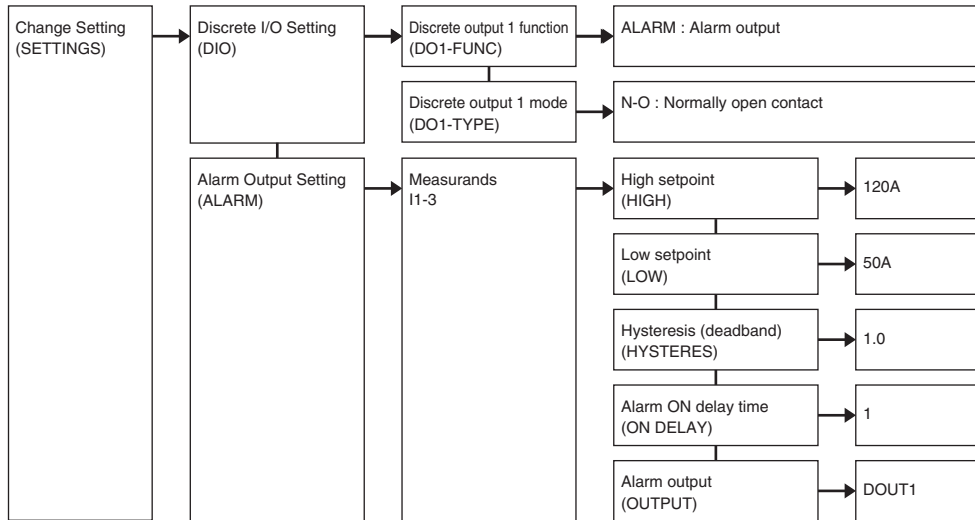 Change Setting
(SETTINGS)
Discrete I/O Setting
(DIO)
Discrete output 1 function
(DO1-FUNC)
ALARM : Alarm output
Discrete output 1 mode
(DO1-TYPE)
N-O : Normally open contact
Alarm Output Setting
(ALARM)
Measurands
I1-3
High setpoint
(HIGH)
120A
Low setpoint
(LOW)
50A
Hysteresis (deadband)
(HYSTERES)
1.0
Alarm ON delay time
(ON DELAY)
1
Alarm output
(OUTPUT)
DOUT1